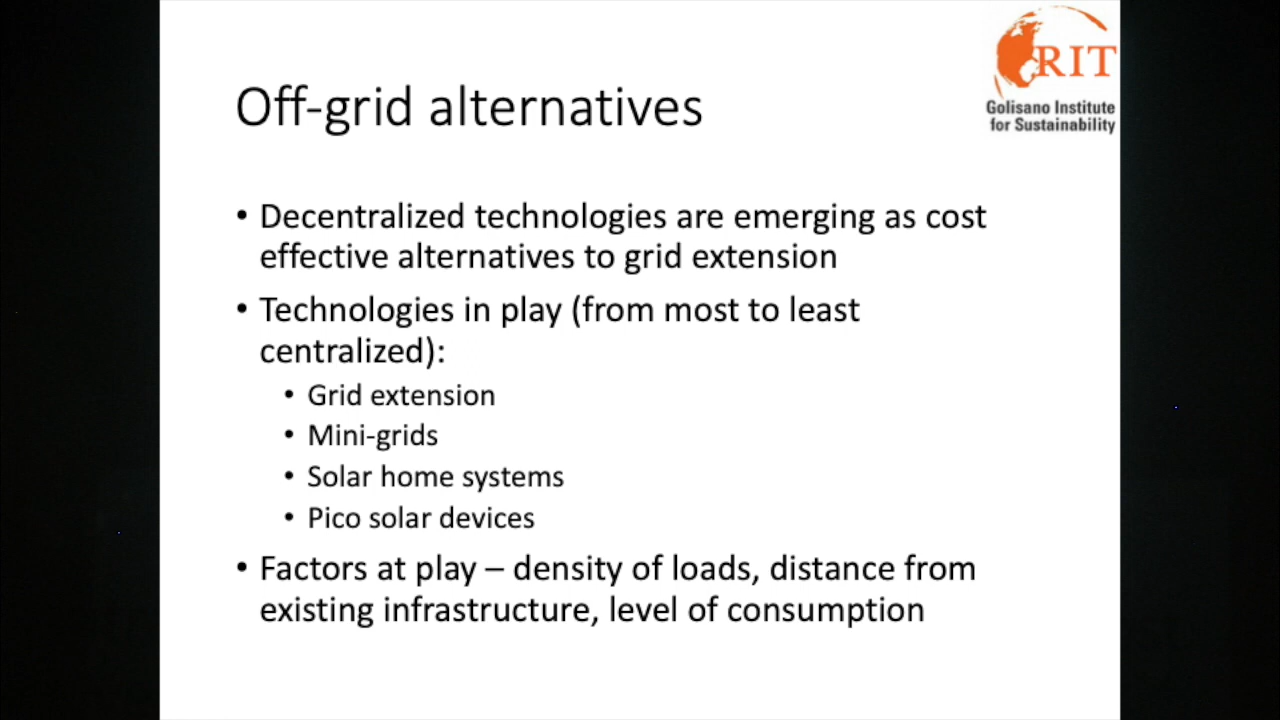 RIT
Golisano Institute
for Sustainability
Off-grid alternatives
• Decentralized technologies are emerging as cost
effective alternatives to grid extension
• Technologies in play (from most to least
centralized):
• Grid extension
• Mini-grids
• Solar home systems
• Pico solar devices
• Factors at play – density of loads, distance from
existing infrastructure, level of consumption